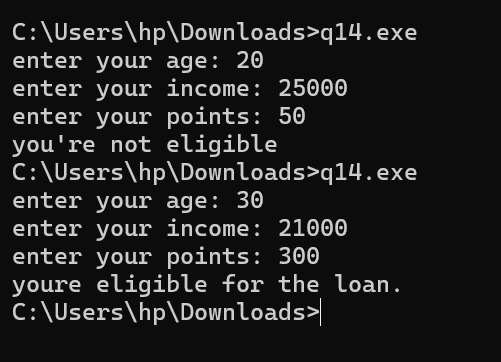 C:\Users\hp\Downloads>q14.exe
enter your age: 20
enter your income: 25000
enter your points: 50
you're not eligible
C:\Users\hp\Downloads>q14.exe
enter your age: 30
enter your income: 21000
enter your points: 300
youre eligible for the loan.
C:\Users\hp\Downloads>